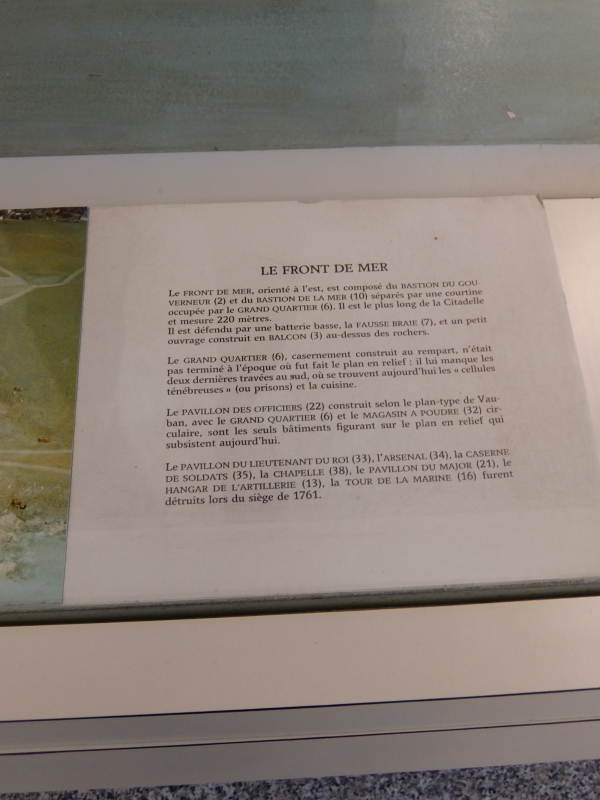 LE FRONT DE MER
Le FRONT DE MER, orienté à l'est, est composé du BASTION DU GOU-
VERNEUR (2) et du BASTION DE LA MER (10) séparés par une courtine
occupée par le GRAND QUARTIER (6). Il est le plus long de la Citadelle
et mesure 220 mètres.
Il est défendu par une batterie basse, la FAUSSE BRAIE (7), et un petit
ouvrage construit en BALCON (3) au-dessus des rochers.
Le GRAND QUARTIER (6), casernement construit au rempart, n'était
pas terminé à l'époque où fut fait le plan en relief : il lui manque les
deux dernières travées au sud, où se trouvent aujourd'hui les « cellules
ténébreuses » (ou prisons) et la cuisine.
Le PAVILLON DES OFFICIERS (22) construit selon le plan-type de Vau-
ban, avec le GRAND QUARTIER (6) et le MAGASIN A POUDRE (32) cir-
culaire, sont les seuls bâtiments figurant sur le plan en relief qui
subsistent aujourd'hui.
Le PAVILLON DU LIEUTENANT DU ROI (33), l'ARSENAL (34), la CASERNE
DE SOLDATS (35), la CHAPELLE (38), le PAVILLON DU MAJOR (21), le
HANGAR DE L'ARTILLERIE (13), la TOUR DE LA MARINE (16) furent
détruits lors du siège de 1761.